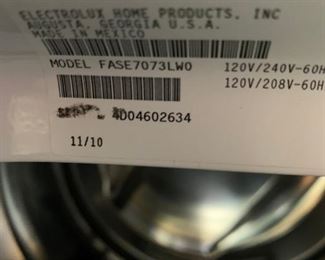 ELECTROLUX HOME PRODUCTS, INC
AUGUSTA, GEORGIA U.S.A.
MADE IN MEXICO
MODEL FASE7073LW0 120V/240V-60H
120V/208V-60H
4D04602634
11/10